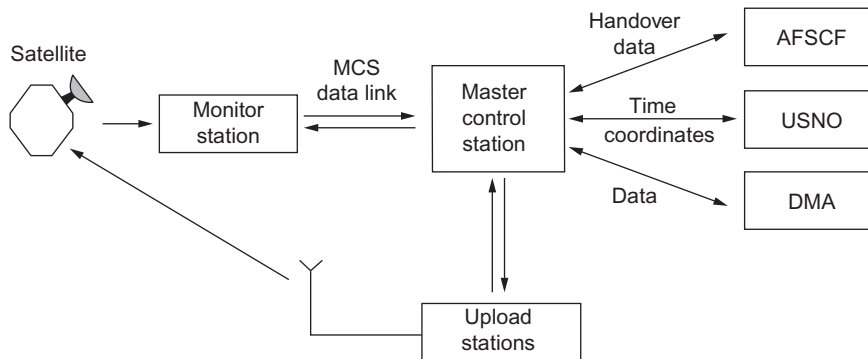 Satellite
Monitor
station
MCS
data link
Master
control
station
Handover
data
AFSCF
Time
coordinates
USNO
Data
DMA
Upload
stations